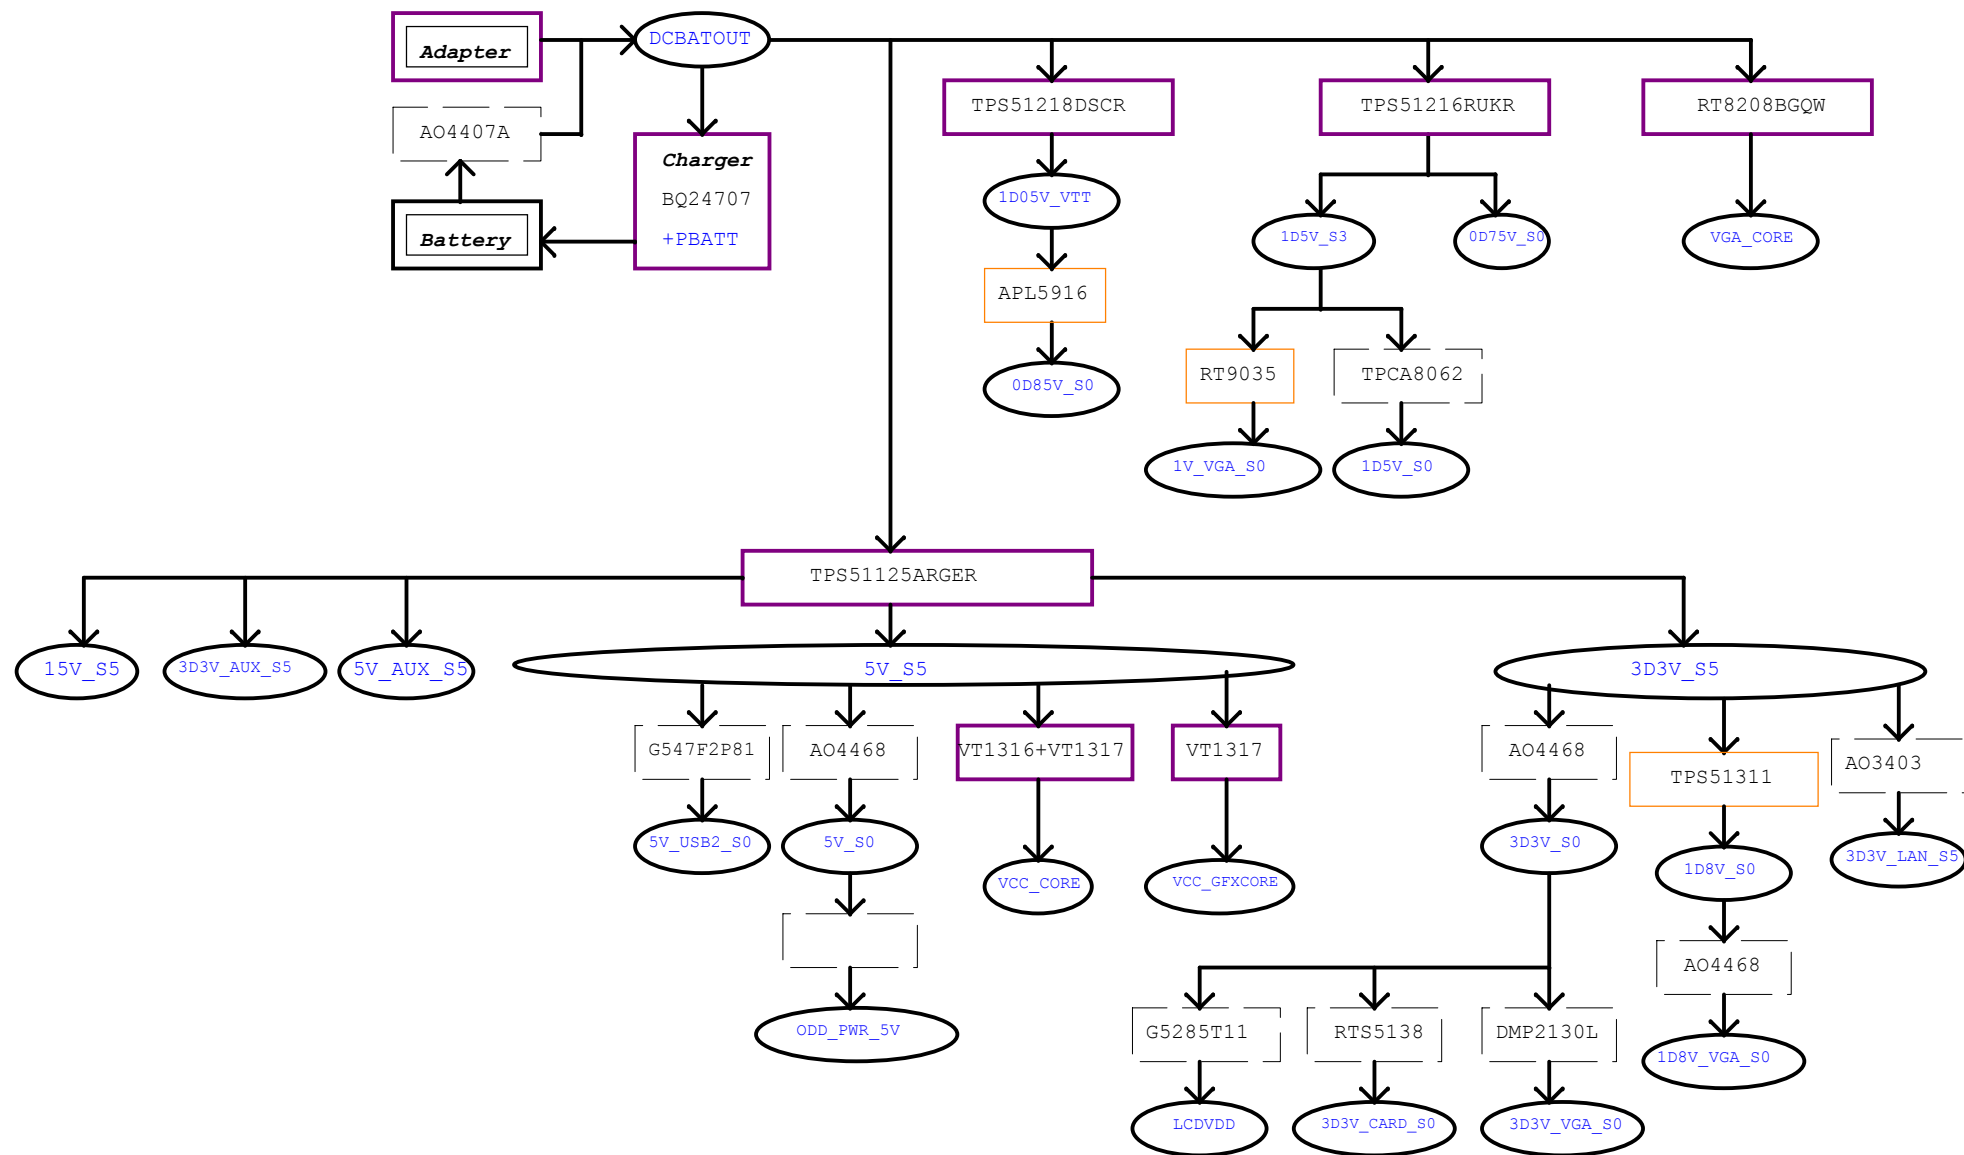 Adapter
DCBATOUT
TPS51218DSCR
TPS51216RUKR
RT8208BGQW
AO4407A
Charger
BQ24707
+PBATT
Battery
1D05V_VTT
1D5V_S3
0D75V_S0
VGA_CORE
APL5916
RT9035
TPCA8062
0D85V_S0
1V_VGA_S0
1D5V_S0
TPS51125ARGER
15V_S5
3D3V_AUX_S5
5V_AUX_S5
5V_S5
3D3V_S5
G547F2P81
AO4468
VT1316+VT1317
VT1317
AO4468
TPS51311
AO3403
5V_USB2_S0
5V_S0
VCC_CORE
VCC_GFXCORE
3D3V_S0
1D8V_S0
3D3V_LAN_S5
AO4468
ODD_PWR_5V
G5285T11
RTS5138
DMP2130L
1D8V_VGA_S0
LCDVDD
3D3V_CARD_S0
3D3V_VGA_S0